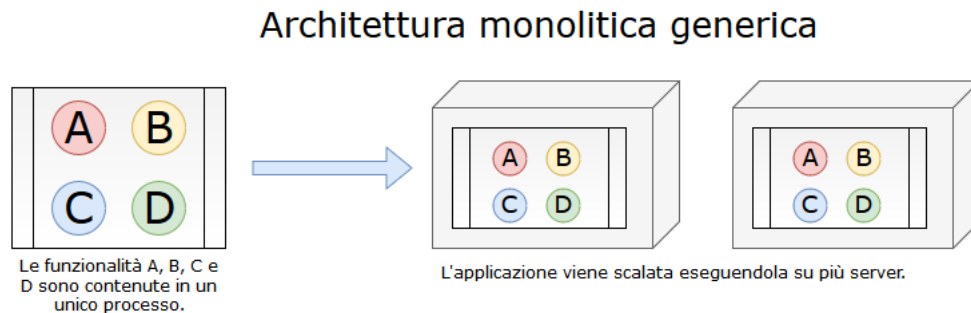 Architettura monolitica generica
A B
C D
Le funzionalità A, B, C e
D sono contenute in un
unico processo.
A B
C D
A B
C D
L'applicazione viene scalata eseguendola su più server.